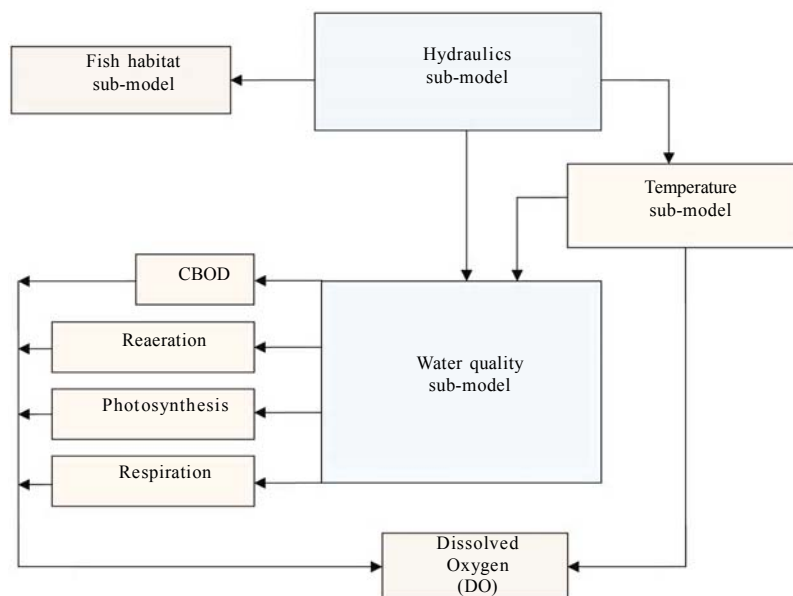 Fish habitat
sub-model
Hydraulics
sub-model
Temperature
sub-model
CBOD
Reaeration
Photosynthesis
Respiration
Water quality
sub-model
Dissolved
Oxygen
(DO)